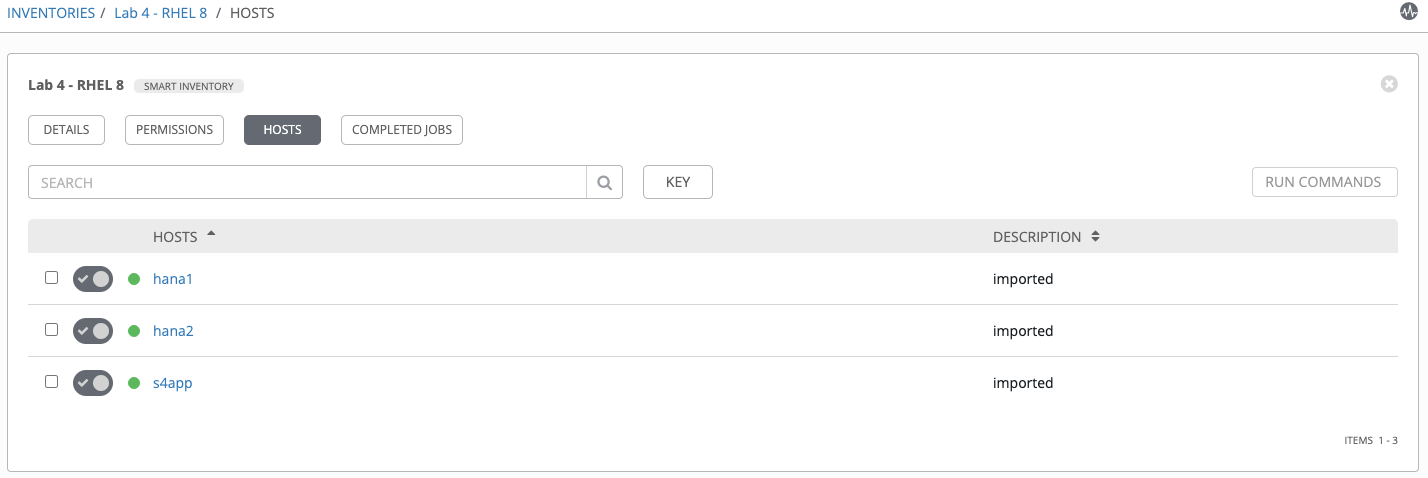 INVENTORIES / Lab 4 - RHEL 8 / HOSTS
Lab 4 - RHEL 8 SMART INVENTORY
DETAILS PERMISSIONS HOSTS COMPLETED JOBS
SEARCH KEY RUN COMMANDS
HOSTS DESCRIPTION
hana1 imported
hana2 imported
s4app imported
ITEMS 1 - 3